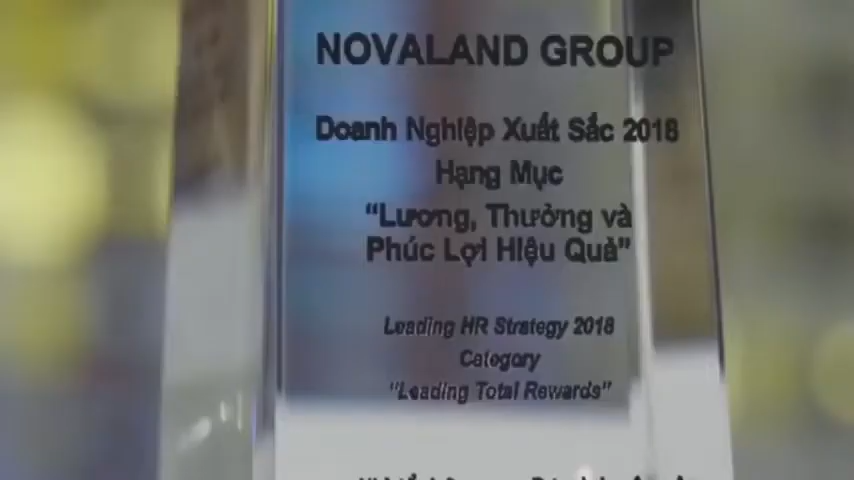 NOVALAND GROUP
Doanh Nghiệp Xuất Sắc 2018
Hạng Mục
“Lương, Thưởng và
Phúc Lợi Hiệu Quả”
Leading HR Strategy 2018
Category
“Leading Total Rewards”